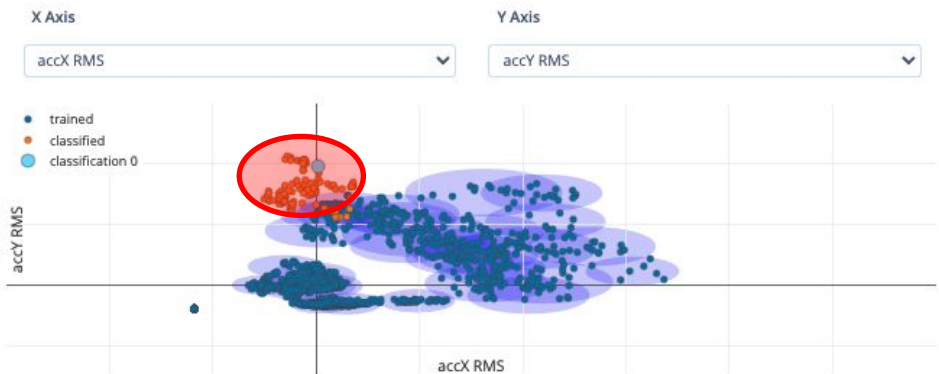 X Axis
Y Axis
accX RMS
accY RMS
trained
classified
classification 0
accY RMS
accX RMS